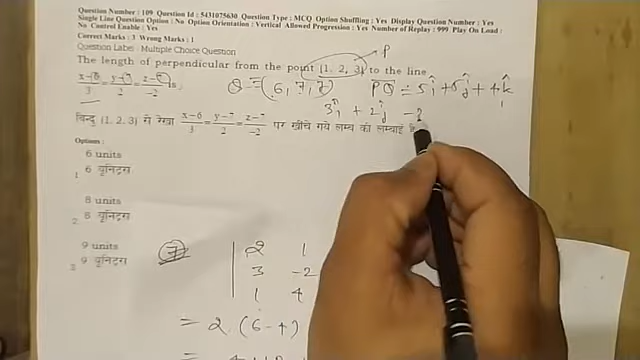 Question Number : 109 Question Id : 5431075630 Question Type : MCQ Option Shuffling : Yes Display Question Number : Yes
Single Line Question Option : No Option Orientation : Vertical Allowed Progression : Yes Number of Replay : 999 Play On Load :
No Control Enable : Yes
Correct Marks : 3 Wrong Marks : 1
Question Label : Multiple Choice Question
P
The length of perpendicular from the point (1, 2, 3) to the line
(x-6)/3 = (y-7)/2 = (z-7)/-2 is,
Q = (6, 7, 7) PQ = 5î + 5ĵ + 4k̂
3î + 2ĵ -2
बिन्दु (1, 2, 3) से रेखा (x-6)/3 = (y-7)/2 = (z-7)/-2 पर खींचे गये लम्ब की लम्बाई
Options :
6 units
1. 6 यूनिट्स
8 units
2. 8 यूनिट्स
9 units
3. 9 यूनिट्स
7
2 1
3 -2
1 4
= 2 (6-4)